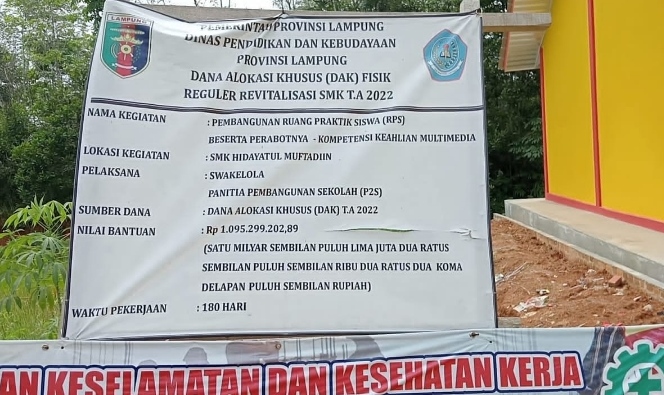 LAMPUNG
PEMERINTAH PROVINSI LAMPUNG
DINAS PENDIDIKAN DAN KEBUDAYAAN
PROVINSI LAMPUNG
DANA ALOKASI KHUSUS (DAK) FISIK
REGULER REVITALISASI SMK T.A 2022
NAMA KEGIATAN : PEMBANGUNAN RUANG PRAKTIK SISWA (RPS)
BESERTA PERABOTNYA - KOMPETENSI KEAHLIAN MULTIMEDIA
LOKASI KEGIATAN : SMK HIDAYATUL MUFTADIIN
PELAKSANA : SWAKELOLA
PANITIA PEMBANGUNAN SEKOLAH (P2S)
SUMBER DANA : DANA ALOKASI KHUSUS (DAK) T.A 2022
NILAI BANTUAN : Rp 1.095.299.202,89
(SATU MILYAR SEMBILAN PULUH LIMA JUTA DUA RATUS
SEMBILAN PULUH SEMBILAN RIBU DUA RATUS DUA KOMA
DELAPAN PULUH SEMBILAN RUPIAH)
WAKTU PEKERJAAN : 180 HARI
AN KESELAMATAN DAN KESEHATAN KERJA